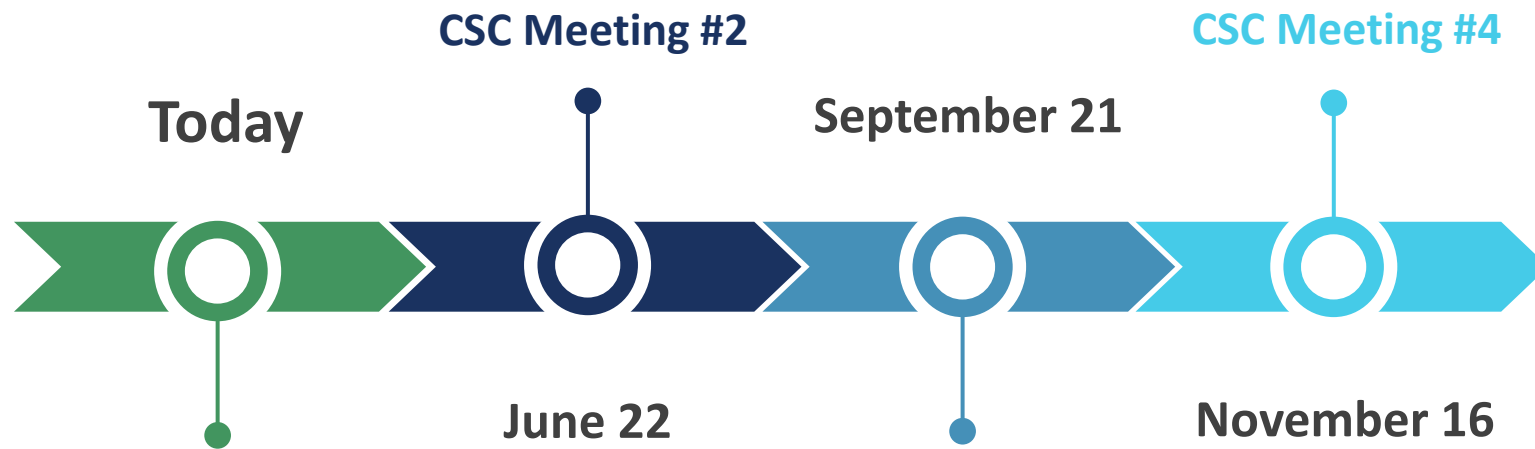 CSC Meeting #2
CSC Meeting #4
Today
September 21
June 22
November 16